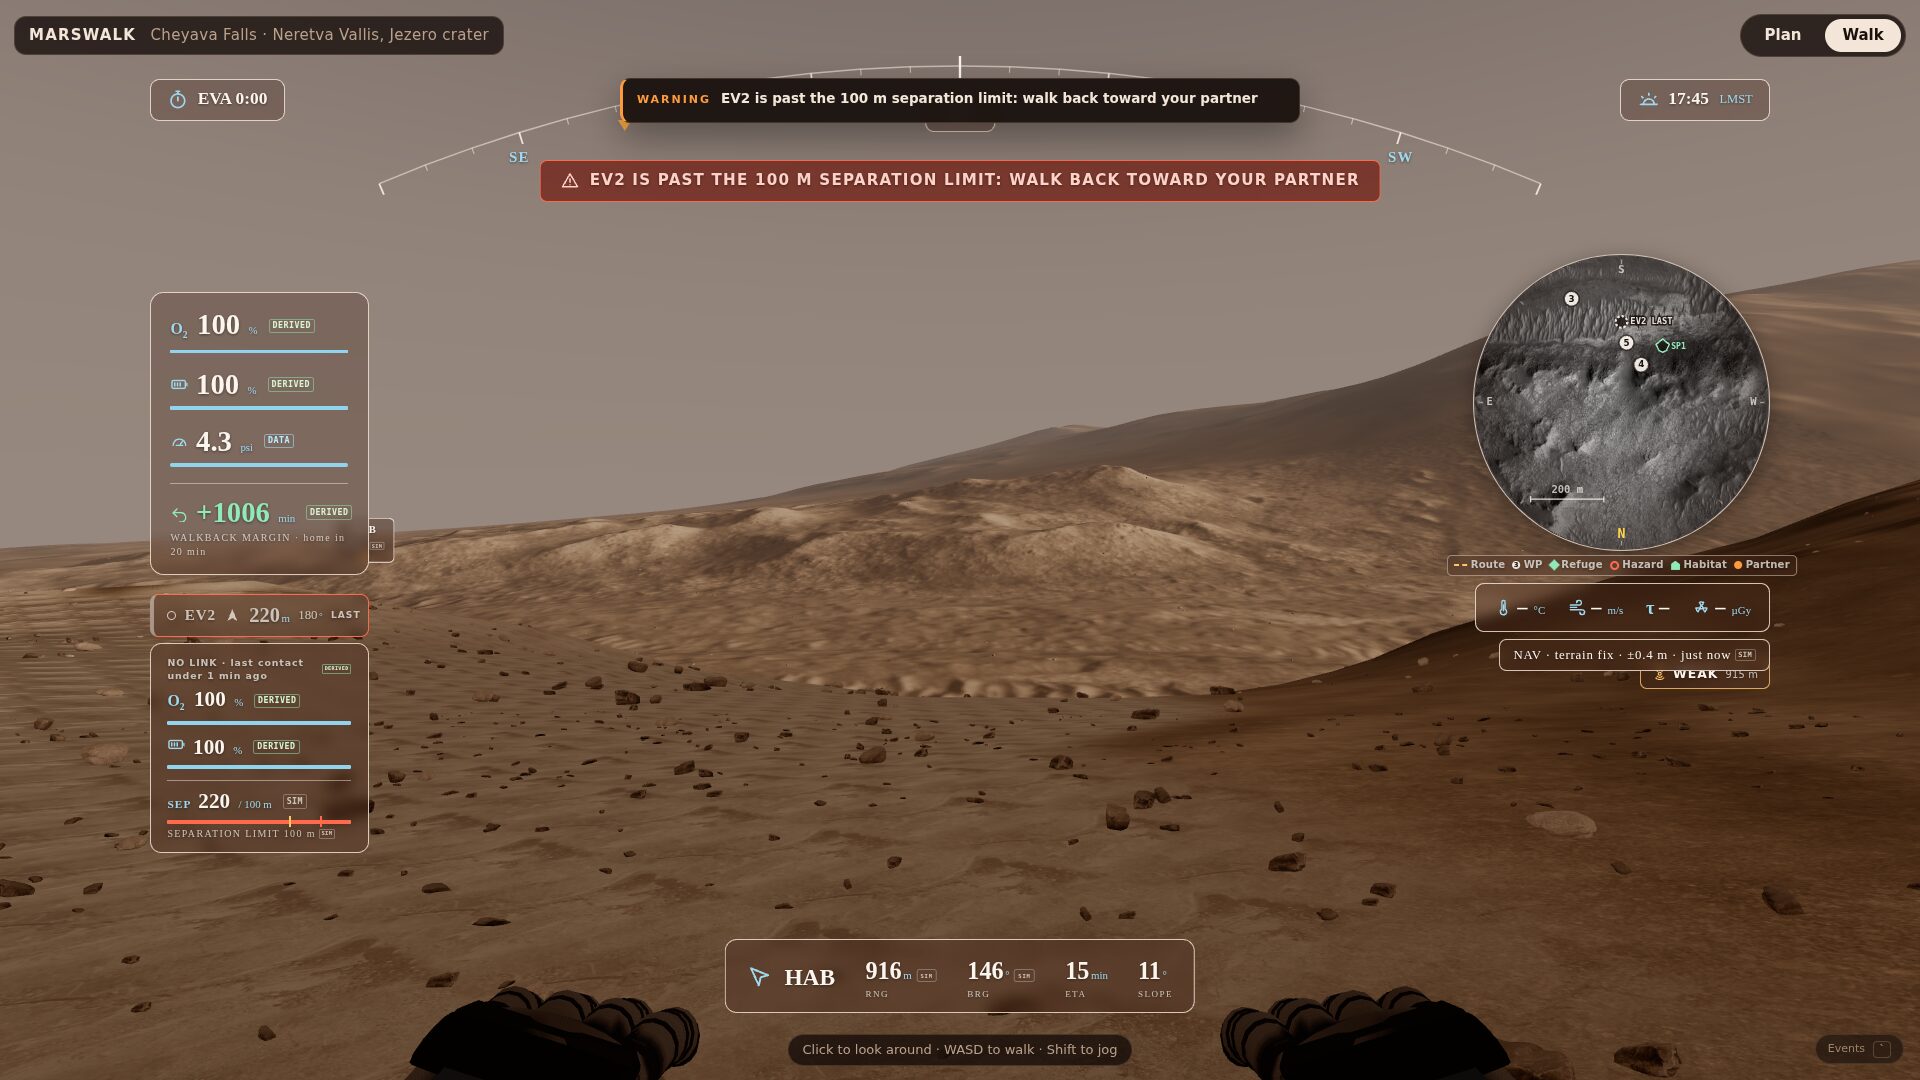 MARSWALK Cheyava Falls · Neretva Vallis, Jezero crater
Plan Walk
EVA 0:00
WARNING EV2 is past the 100 m separation limit: walk back toward your partner
17:45 LMST
SE
SW
EV2 IS PAST THE 100 M SEPARATION LIMIT: WALK BACK TOWARD YOUR PARTNER
O2 100 % DERIVED
100 % DERIVED
4.3 psi DATA
+1006 min DERIVED
WALKBACK MARGIN · home in
20 min
B
SIM
EV2 220 m 180° LAST
NO LINK · last contact
under 1 min ago
DERIVED
O2 100 % DERIVED
100 % DERIVED
SEP 220 / 100 m SIM
SEPARATION LIMIT 100 m SIM
S
3
EV2 LAST
5
SP1
4
E
W
200 m
N
Route 3 WP Refuge Hazard Habitat Partner
– °C – m/s τ – – µGy
NAV · terrain fix · ±0.4 m · just now SIM
WEAK 915 m
HAB
916 m SIM
RNG
146° SIM
BRG
15 min
ETA
11°
SLOPE
Click to look around · WASD to walk · Shift to jog
Events `